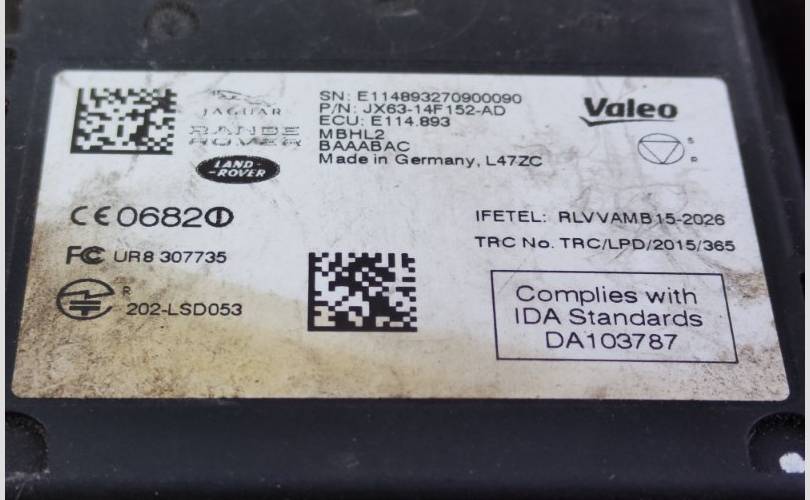 JAGUAR
RANGE
ROVER
LAND-
-ROVER
SN: E114893270900090
P/N: JX63-14F152-AD
ECU: E114.893
MBHL2
BAAABAC
Made in Germany, L47ZC
Valeo
S
P
CE0682
IFETEL: RLVVAMB15-2026
TRC No. TRC/LPD/2015/365
FC UR8 307735
R
202-LSD053
Complies with
IDA Standards
DA103787